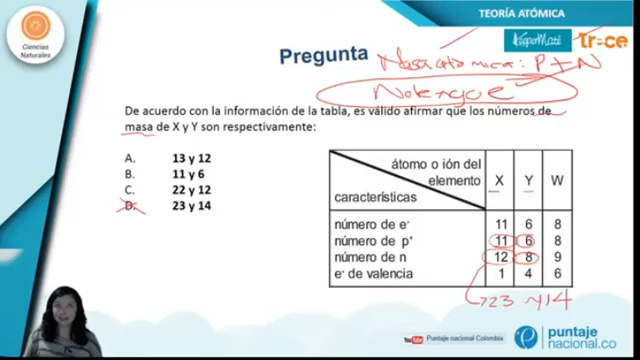 TEORÍA ATÓMICA
Ciencias
Naturales
Pregunta
Masa atómica: P + N
No tengo e-
De acuerdo con la información de la tabla, es válido afirmar que los números de
masa de X y Y son respectivamente:
A. 13 y 12
B. 11 y 6
C. 22 y 12
D. 23 y 14
átomo o ión del
elemento
características
X Y W
número de e- 11 6 8
número de p+ 11 6 8
número de n 12 8 9
e- de valencia 1 4 6
23 y 14
YouTube Puntaje nacional Colombia
puntaje
nacional.co